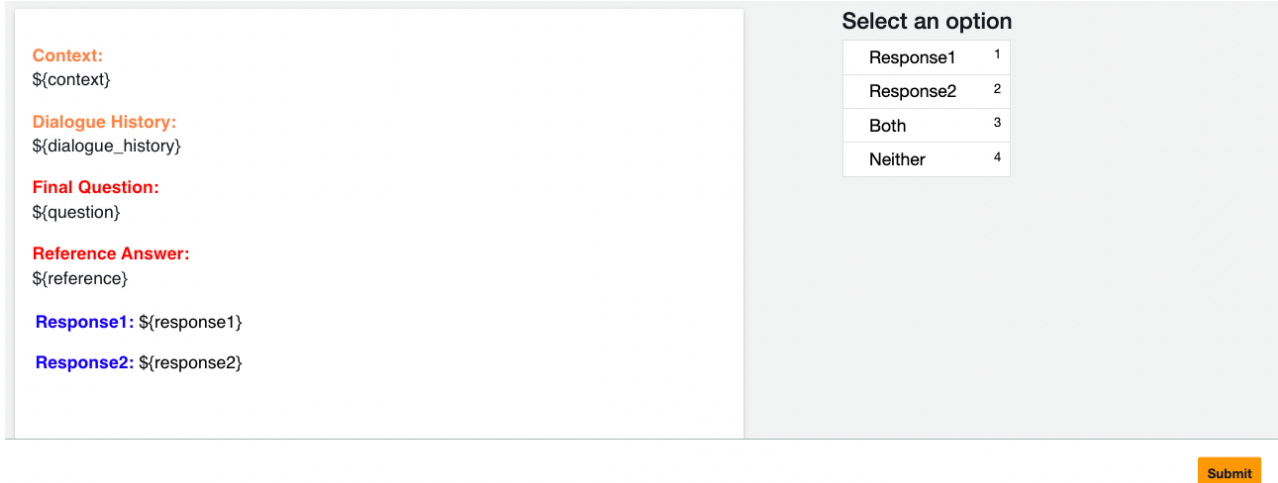 Context:
${context}
Dialogue History:
${dialogue_history}
Final Question:
${question}
Reference Answer:
${reference}
Response1: ${response1}
Response2: ${response2}
Select an option
Response1 1
Response2 2
Both 3
Neither 4
Submit